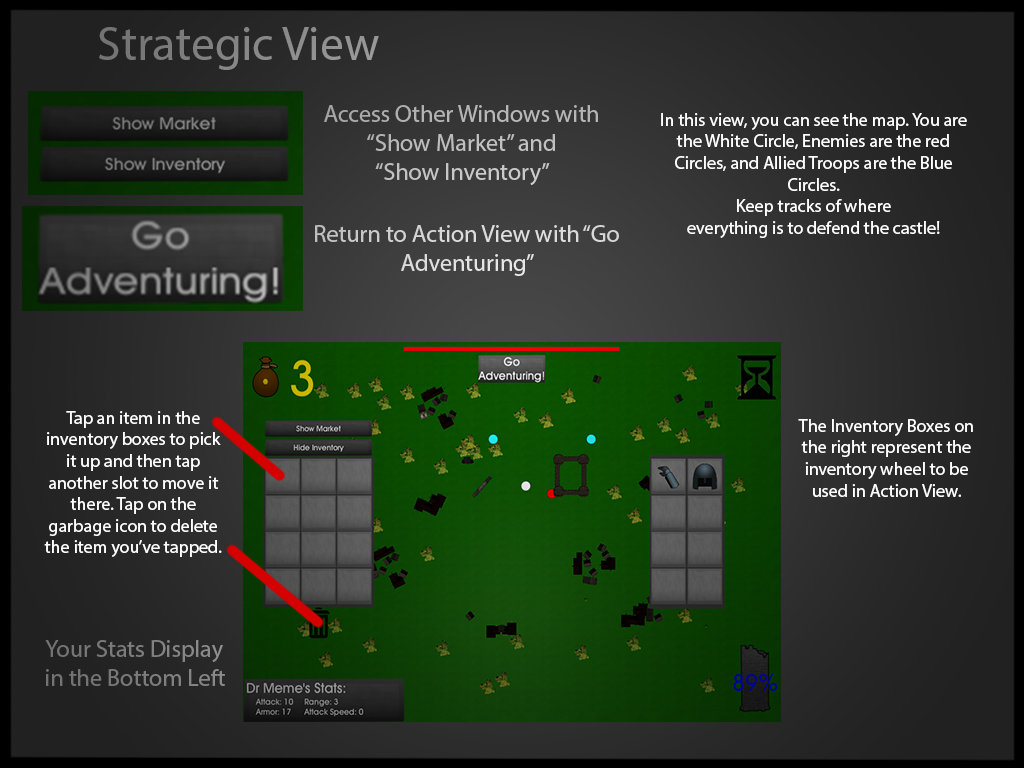 Strategic View
Show Market
Show Inventory
Access Other Windows with
“Show Market” and
“Show Inventory”
In this view, you can see the map. You are
the White Circle, Enemies are the red
Circles, and Allied Troops are the Blue
Circles.
Keep tracks of where
everything is to defend the castle!
Go
Adventuring!
Return to Action View with “Go
Adventuring”
3
Go
Adventuring!
Show Market
Hide Inventory
Tap an item in the
inventory boxes to pick
it up and then tap
another slot to move it
there. Tap on the
garbage icon to delete
the item you’ve tapped.
The Inventory Boxes on
the right represent the
inventory wheel to be
used in Action View.
Your Stats Display
in the Bottom Left
Dr Meme's Stats:
Attack: 10 Range: 3
Armor: 17 Attack Speed: 0
89%